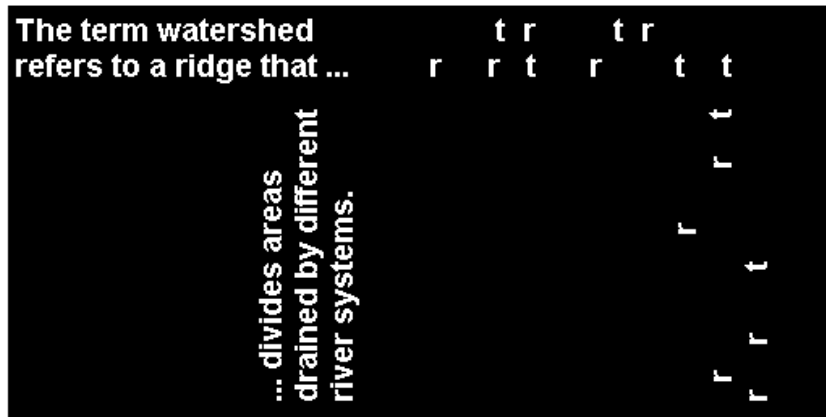 The term watershed t r t r
refers to a ridge that ... r r t r t t
... divides areas
drained by different
river systems.
r
r r t
r r t